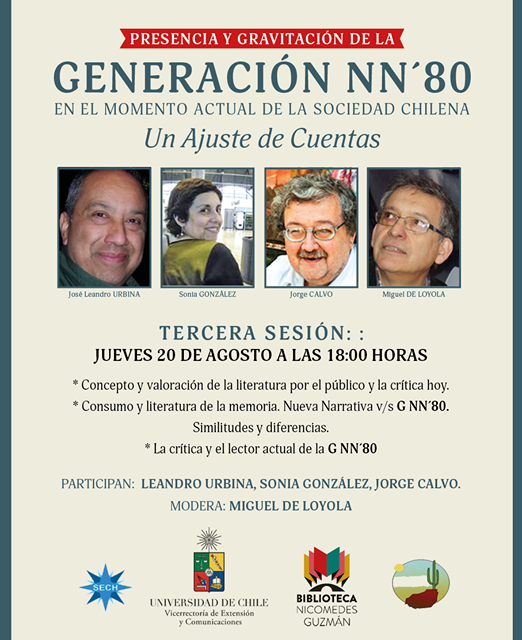 PRESENCIA Y GRAVITACIÓN DE LA
GENERACIÓN NN´80
EN EL MOMENTO ACTUAL DE LA SOCIEDAD CHILENA
Un Ajuste de Cuentas
José Leandro URBINA
Sonia GONZÁLEZ
Jorge CALVO
Miguel DE LOYOLA
TERCERA SESIÓN: :
JUEVES 20 DE AGOSTO A LAS 18:00 HORAS
* Concepto y valoración de la literatura por el público y la crítica hoy.
* Consumo y literatura de la memoria. Nueva Narrativa v/s G NN´80.
Similitudes y diferencias.
* La crítica y el lector actual de la G NN´80
PARTICIPAN: LEANDRO URBINA, SONIA GONZÁLEZ, JORGE CALVO.
MODERA: MIGUEL DE LOYOLA
SECH
UNIVERSIDAD DE CHILE
Vicerrectoría de Extensión
y Comunicaciones
BIBLIOTECA
NICOMEDES
GUZMÁN